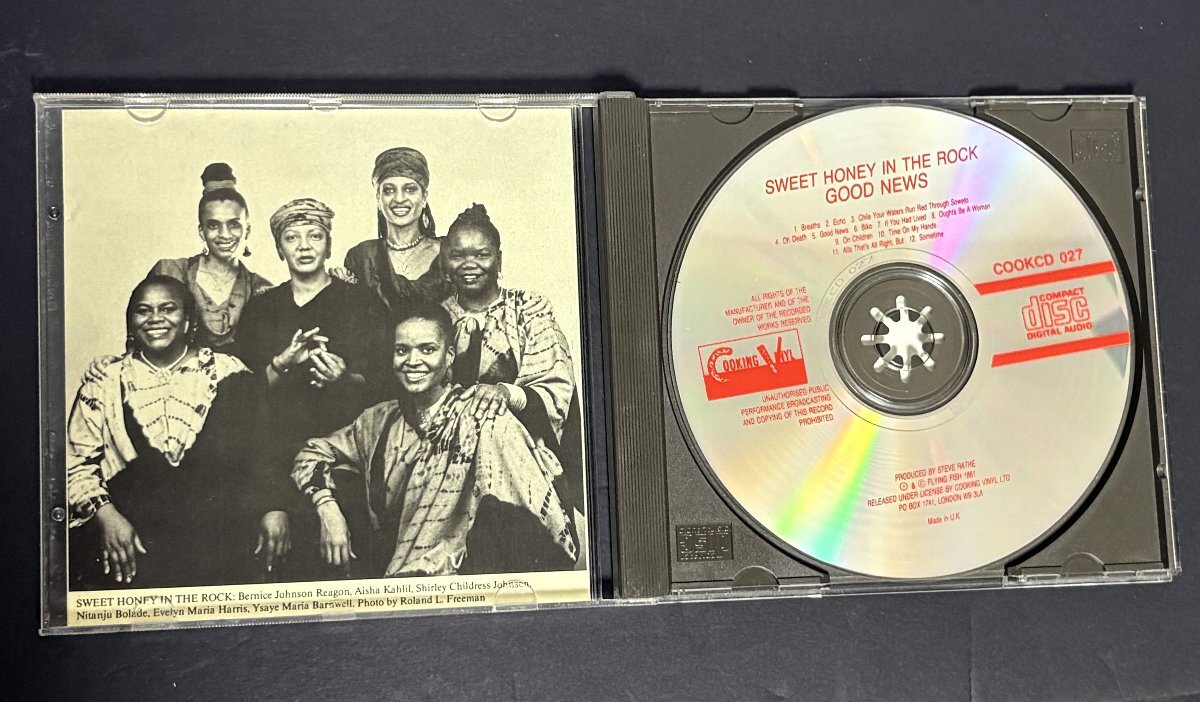 SWEET HONEY IN THE ROCK: Bernice Johnson Reagon, Aisha Kahlil, Shirley Childress Johnson,
Nitanju Bolade, Evelyn Maria Harris, Ysaye Maria Barnwell. Photo by Roland L. Freeman
SWEET HONEY IN THE ROCK
GOOD NEWS
1. Breaths 2. Echo 3. Chile Your Waters Run Red Through Soweto
4. Oh Death 5. Good News 6. Biko 7. If You Had Lived 8. Oughta Be A Woman
9. On Children 10. Time On My Hands
11. Alla That's All Right, But 12. Sometime
COOKCD 027
ALL RIGHTS OF THE
MANUFACTURER AND OF THE
OWNER OF THE RECORDED
WORKS RESERVED
COOKING VINYL
COMPACT
disc
DIGITAL AUDIO
UNAUTHORISED PUBLIC
PERFORMANCE BROADCASTING
AND COPYING OF THIS RECORD
PROHIBITED
PRODUCED BY STEVE RATHE
Ⓟ & © FLYING FISH 1981
RELEASED UNDER LICENSE BY COOKING VINYL LTD
PO BOX 1741, LONDON W9 3LA
Made in U.K.